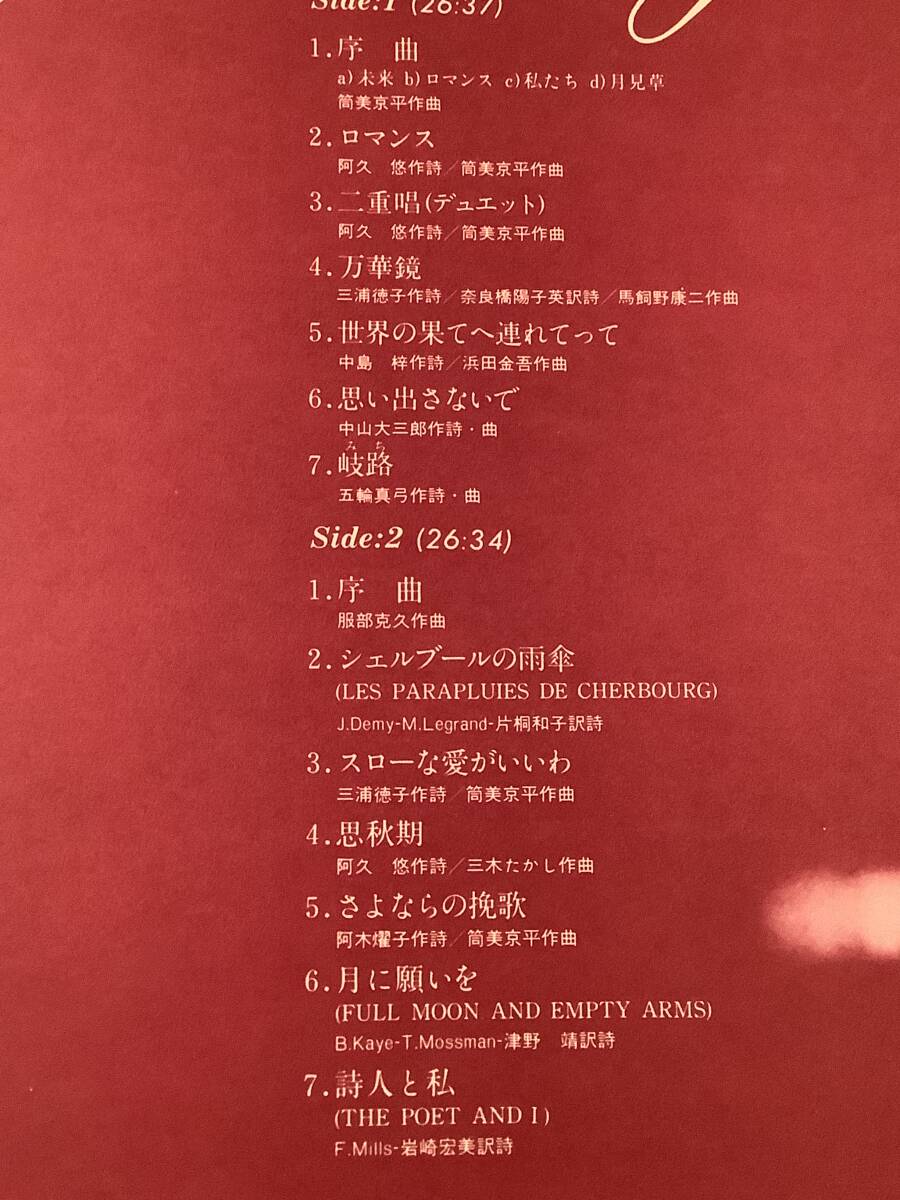 Side:1 (26:37)
1.序 曲
a)未来 b)ロマンス c)私たち d)月見草
筒美京平作曲
2.ロマンス
阿久 悠作詩／筒美京平作曲
3.二重唱(デュエット)
阿久 悠作詩／筒美京平作曲
4.万華鏡
三浦徳子作詩／奈良橋陽子英訳詩／馬飼野康二作曲
5.世界の果てへ連れてって
中島 梓作詩／浜田金吾作曲
6.思い出さないで
中山大三郎作詩・曲
みち
7.岐路
五輪真弓作詩・曲
Side:2 (26:34)
1.序 曲
服部克久作曲
2.シェルブールの雨傘
(LES PARAPLUIES DE CHERBOURG)
J.Demy-M.Legrand-片桐和子訳詩
3.スローな愛がいいわ
三浦徳子作詩／筒美京平作曲
4.思秋期
阿久 悠作詩／三木たかし作曲
5.さよならの挽歌
阿木燿子作詩／筒美京平作曲
6.月に願いを
(FULL MOON AND EMPTY ARMS)
B.Kaye-T.Mossman-津野 靖訳詩
7.詩人と私
(THE POET AND I)
F.Mills-岩崎宏美訳詩